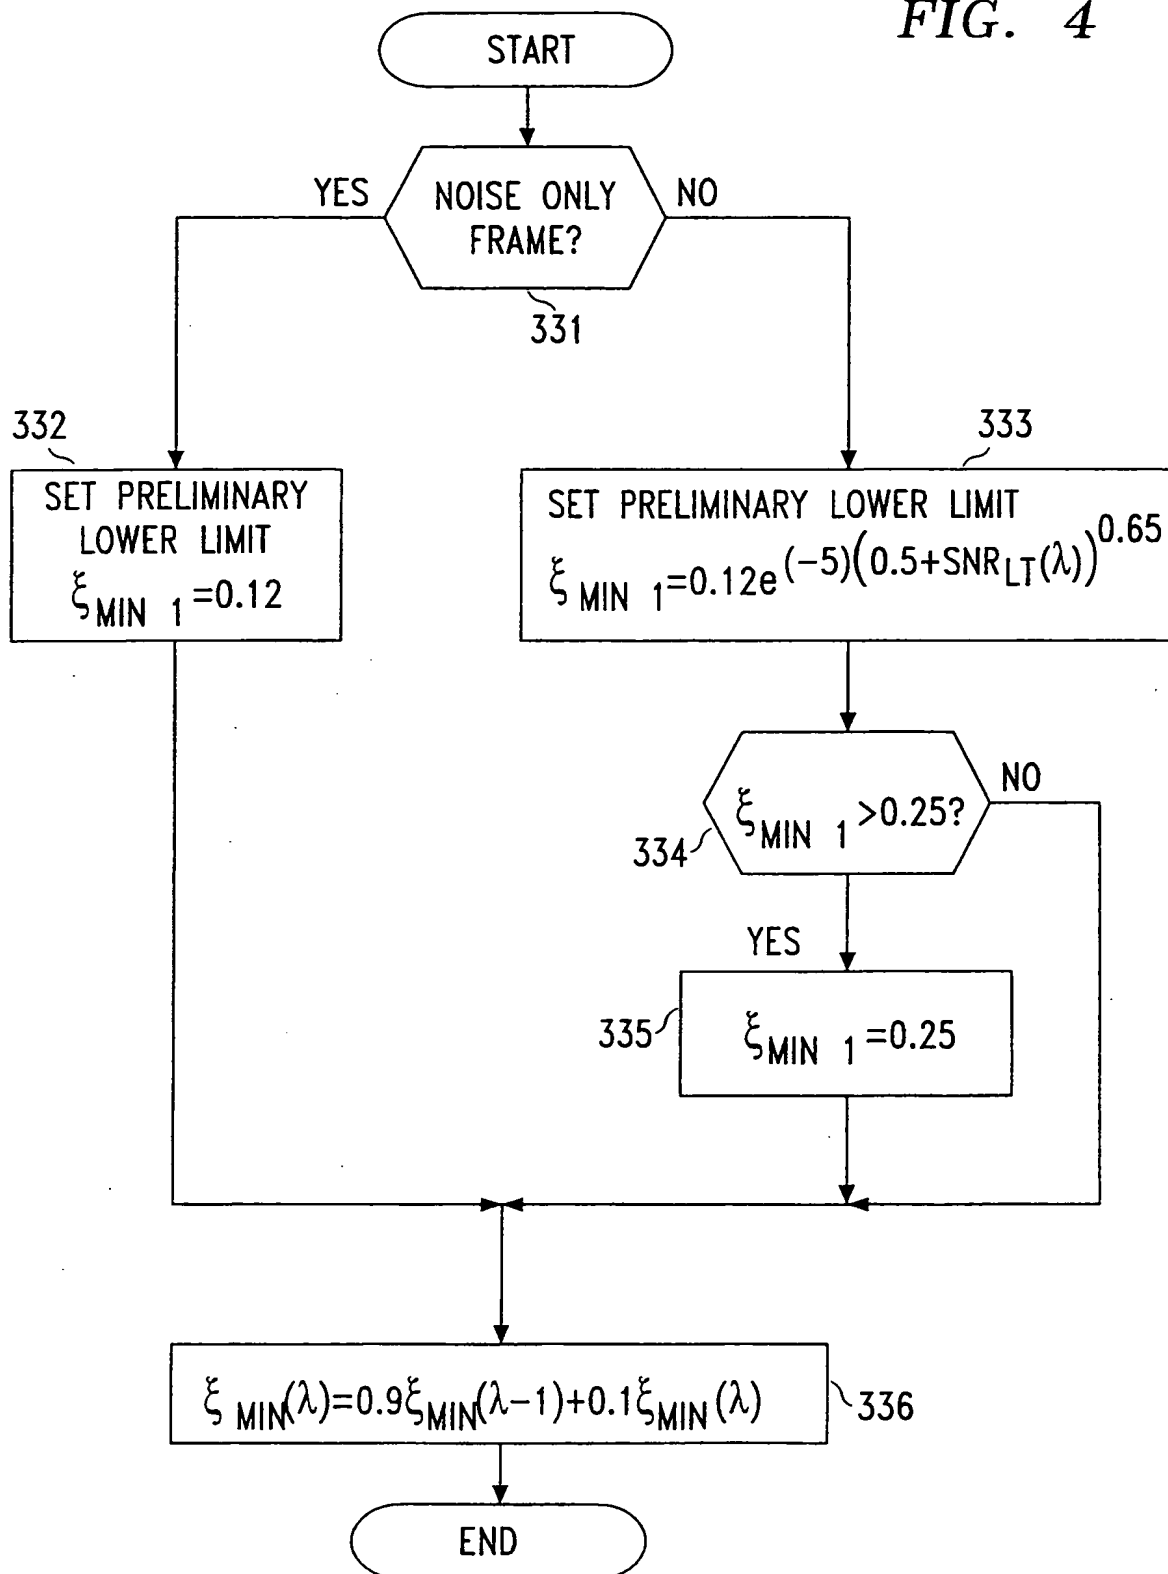 FIG. 4
START
YES
NOISE ONLY
FRAME?
NO
331
332
SET PRELIMINARY
LOWER LIMIT
ξMIN 1=0.12
333
SET PRELIMINARY LOWER LIMIT
ξMIN 1=0.12e(-5)(0.5+SNRLT(λ))0.65
ξMIN 1>0.25?
NO
334
YES
335
ξMIN 1=0.25
ξMIN(λ)=0.9ξMIN(λ-1)+0.1ξMIN(λ)
336
END